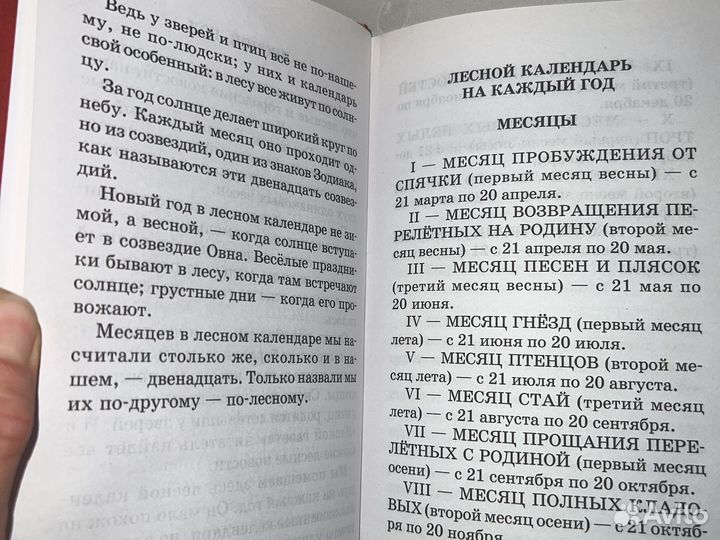 Ведь у зверей и птиц всё не по-наше-
му, не по-людски; у них и календарь
свой особенный: в лесу все живут по солн-
цу.
За год солнце делает широкий круг по
небу. Каждый месяц оно проходит од-
но из созвездий, один из знаков Зодиака,
как называются эти двенадцать созвез-
дий.
Новый год в лесном календаре не зи-
мой, а весной, — когда солнце вступа-
ет в созвездие Овна. Весёлые праздни-
ки бывают в лесу, когда там встречают
солнце; грустные дни — когда его про-
вожают.
Месяцев в лесном календаре мы на-
считали столько же, сколько и в на-
шем, — двенадцать. Только назвали мы
их по-другому — по-лесному.
ЛЕСНОЙ КАЛЕНДАРЬ
НА КАЖДЫЙ ГОД
МЕСЯЦЫ
I — МЕСЯЦ ПРОБУЖДЕНИЯ ОТ
СПЯЧКИ (первый месяц весны) — с
21 марта по 20 апреля.
II — МЕСЯЦ ВОЗВРАЩЕНИЯ ПЕ-
РЕЛЁТНЫХ НА РОДИНУ (второй ме-
сяц весны) — с 21 апреля по 20 мая.
III — МЕСЯЦ ПЕСЕН И ПЛЯСОК
(третий месяц весны) — с 21 мая по
20 июня.
IV — МЕСЯЦ ГНЁЗД (первый месяц
лета) — с 21 июня по 20 июля.
V — МЕСЯЦ ПТЕНЦОВ (второй ме-
сяц лета) — с 21 июля по 20 августа.
VI — МЕСЯЦ СТАЙ (третий месяц
лета) — с 21 августа по 20 сентября.
VII — МЕСЯЦ ПРОЩАНИЯ ПЕРЕ-
ЛЁТНЫХ С РОДИНОЙ (первый месяц
осени) — с 21 сентября по 20 октября.
VIII — МЕСЯЦ ПОЛНЫХ КЛАДО-
ВЫХ (второй месяц осени) — с 21 октяб-
ря по 20 ноября.
Avito